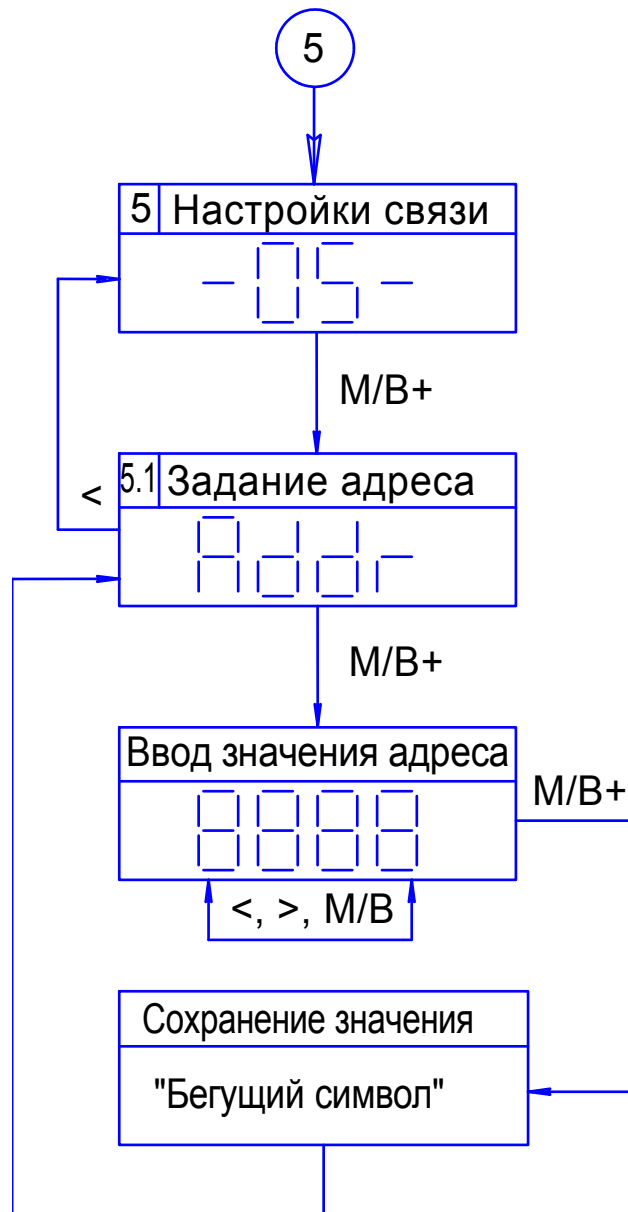 5
5 Настройки связи
-05-
М/В+
<
5.1 Задание адреса
Addr
М/В+
Ввод значения адреса
8888
М/В+
<, >, М/В
Сохранение значения
"Бегущий символ"